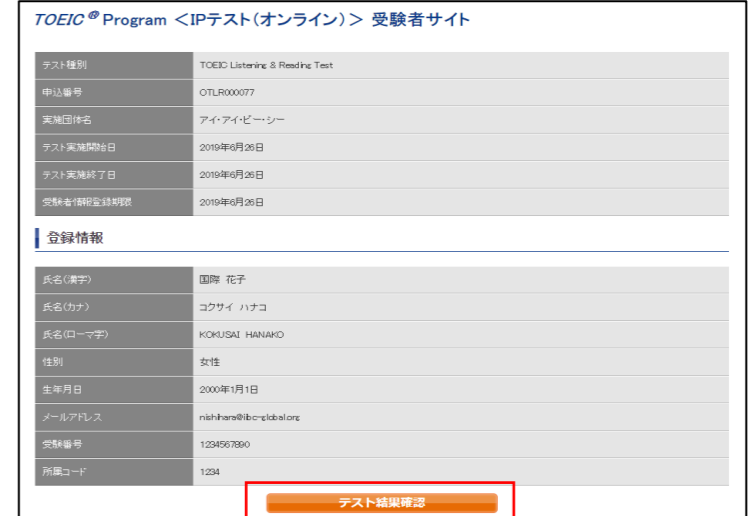 TOEIC® Program ＜IPテスト（オンライン）＞ 受験者サイト
テスト種別 TOEIC Listening & Reading Test
申込番号 OTLR000077
実施団体名 アイ・アイ・ビー・シー
テスト実施開始日 2019年6月26日
テスト実施終了日 2019年6月26日
受験者情報登録期限 2019年6月26日
登録情報
氏名(漢字) 国際 花子
氏名(カナ) コクサイ ハナコ
氏名(ローマ字) KOKUSAI HANAKO
性別 女性
生年月日 2000年1月1日
メールアドレス nishihara@iibc-global.org
受験番号 1234567890
所属コード 1234
テスト結果確認